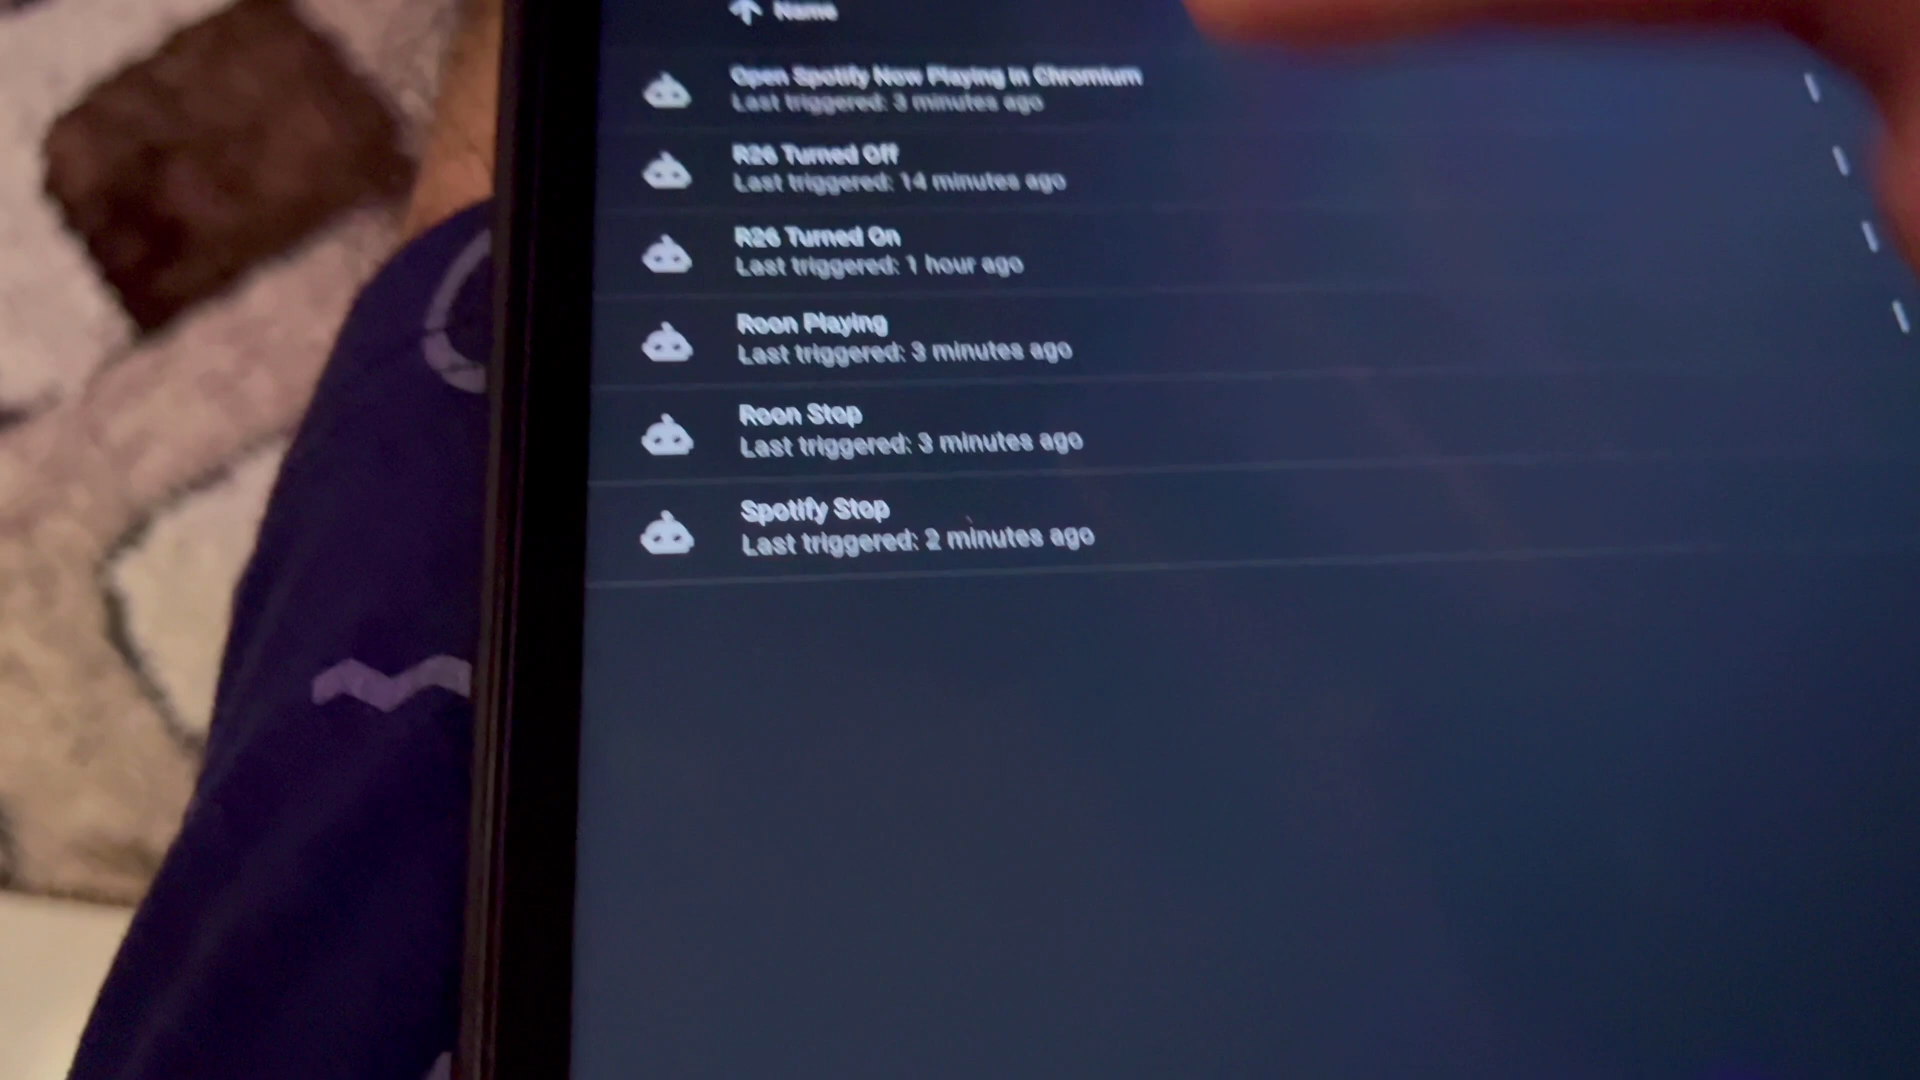 Name
Open Spotify Now Playing in Chromium
Last triggered: 3 minutes ago
R26 Turned Off
Last triggered: 14 minutes ago
R26 Turned On
Last triggered: 1 hour ago
Roon Playing
Last triggered: 3 minutes ago
Roon Stop
Last triggered: 3 minutes ago
Spotify Stop
Last triggered: 2 minutes ago